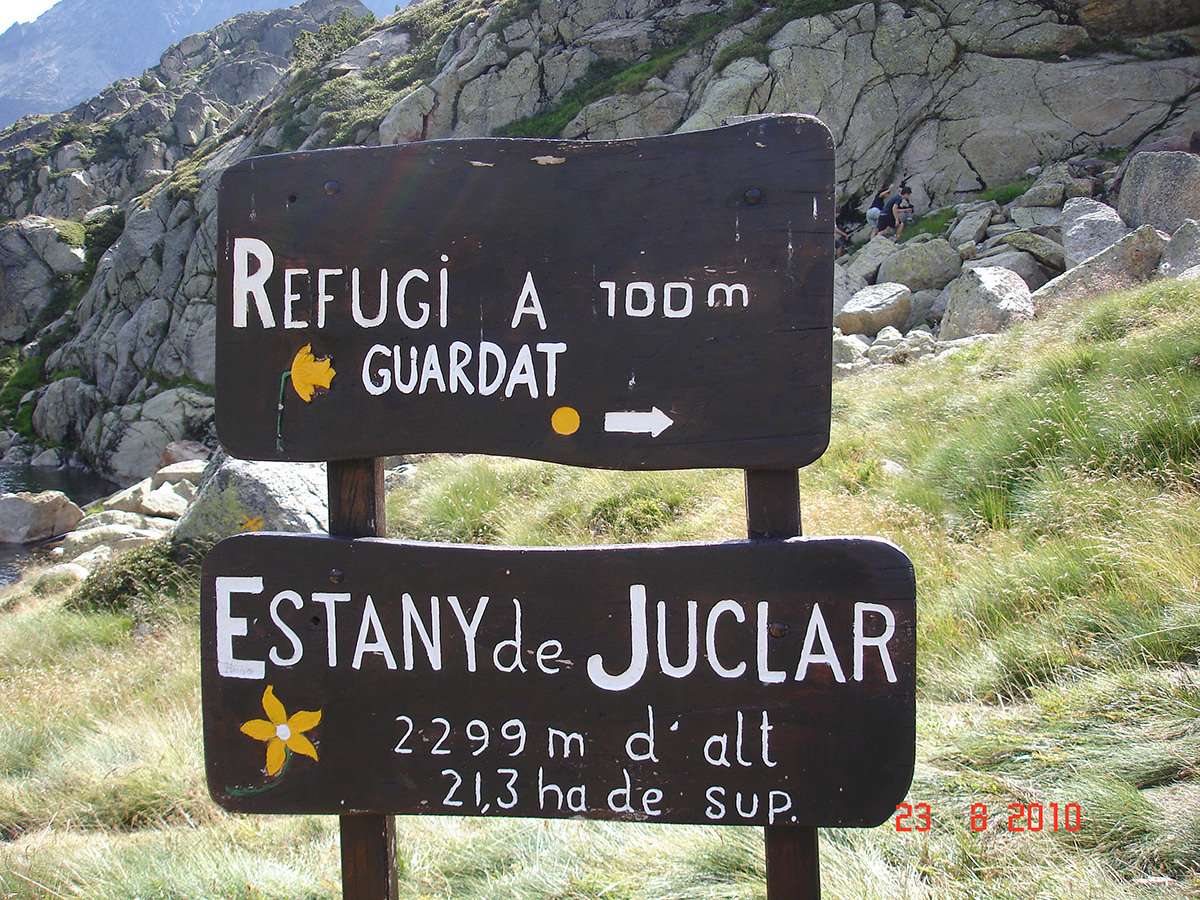 REFUGI A 100m
GUARDAT
ESTANY de JUCLAR
2299 m d'alt
21,3 ha de sup.
23 8 2010